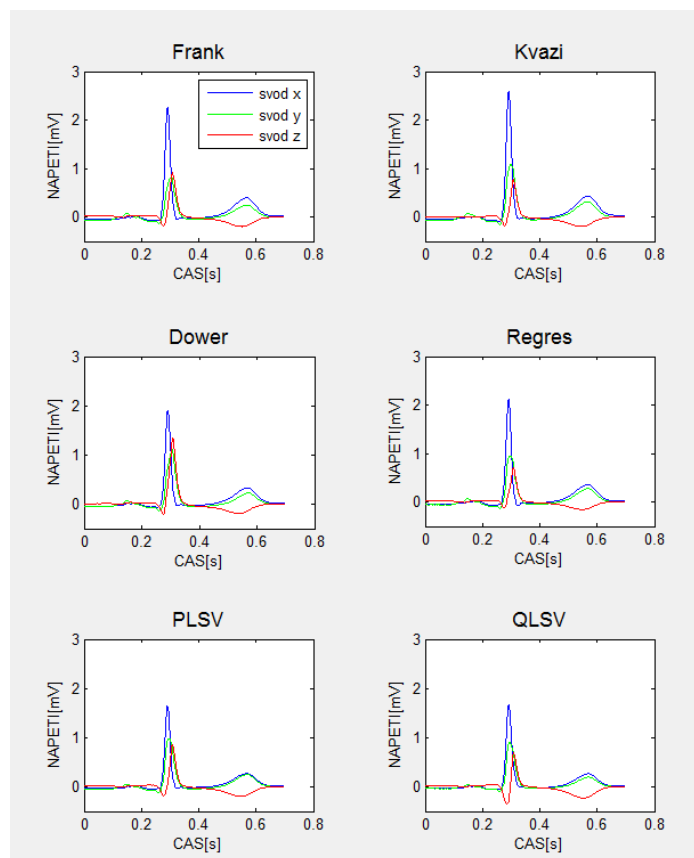 Frank
3
2
1
0
NAPETI[mV]
svod x
svod y
svod z
0 0.2 0.4 0.6 0.8
CAS[s]
Kvazi
3
2
1
0
NAPETI[mV]
0 0.2 0.4 0.6 0.8
CAS[s]
Dower
3
2
1
0
NAPETI[mV]
0 0.2 0.4 0.6 0.8
CAS[s]
Regres
3
2
1
0
NAPETI[mV]
0 0.2 0.4 0.6 0.8
CAS[s]
PLSV
3
2
1
0
NAPETI[mV]
0 0.2 0.4 0.6 0.8
CAS[s]
QLSV
3
2
1
0
NAPETI[mV]
0 0.2 0.4 0.6 0.8
CAS[s]